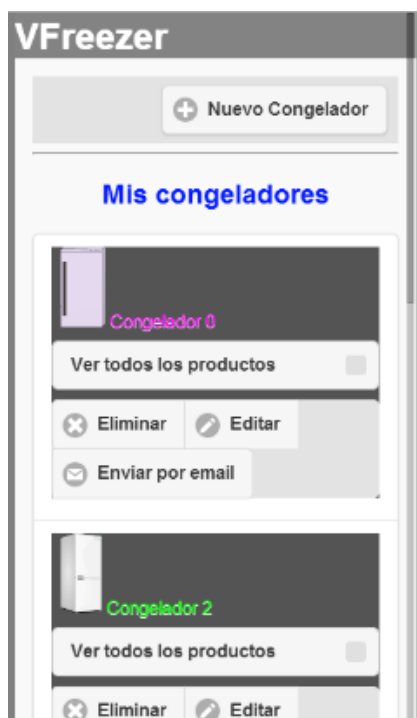 VFreezer
Nuevo Congelador
Mis congeladores
Congelador 0
Ver todos los productos
Eliminar Editar
Enviar por email
Congelador 2
Ver todos los productos
Eliminar Editar